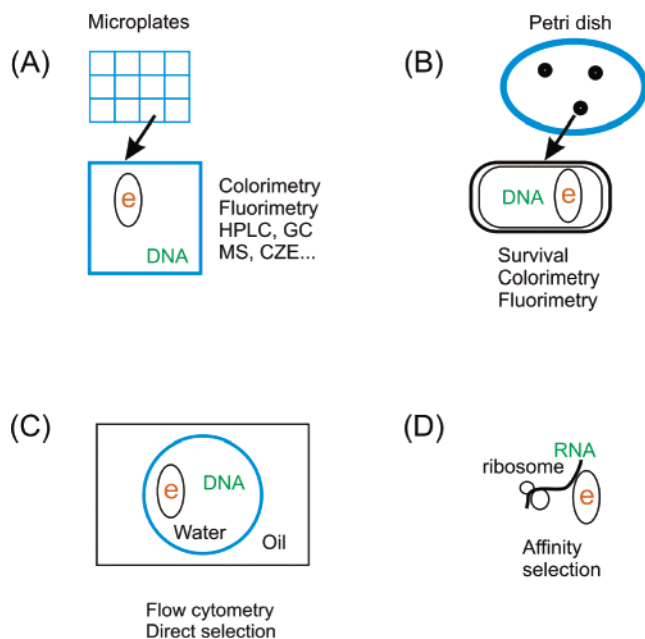 Microplates
(A)
e
DNA
Colorimetry
Fluorimetry
HPLC, GC
MS, CZE...
Petri dish
(B)
DNA e
Survival
Colorimetry
Fluorimetry
(C)
e
DNA
Water
Oil
Flow cytometry
Direct selection
(D)
RNA
ribosome
e
Affinity
selection